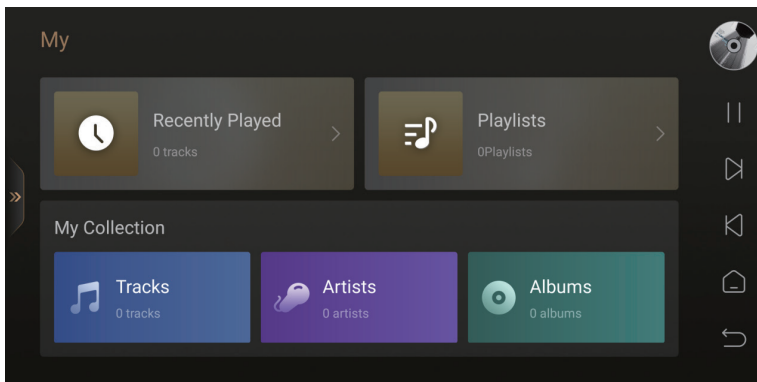 My
Recently Played
0 tracks
Playlists
0Playlists
My Collection
Tracks
0 tracks
Artists
0 artists
Albums
0 albums